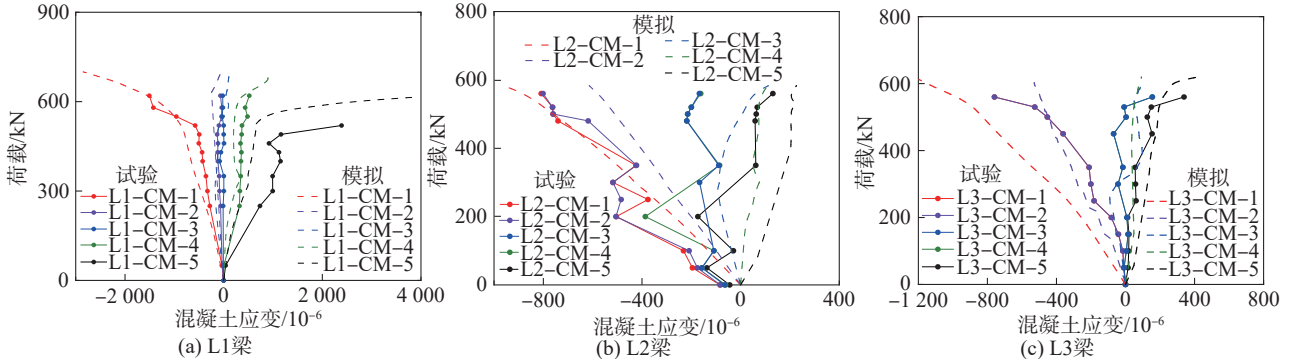 900
600
300
0
荷载/kN
试验
L1-CM-1
L1-CM-2
L1-CM-3
L1-CM-4
L1-CM-5
模拟
L1-CM-1
L1-CM-2
L1-CM-3
L1-CM-4
L1-CM-5
-2 000
0
2 000
4 000
混凝土应变/10⁻⁶
(a) L1梁
800
600
400
200
0
荷载/kN
模拟
L2-CM-1
L2-CM-2
L2-CM-3
L2-CM-4
L2-CM-5
试验
L2-CM-1
L2-CM-2
L2-CM-3
L2-CM-4
L2-CM-5
-800
-400
0
400
混凝土应变/10⁻⁶
(b) L2梁
800
600
400
200
0
荷载/kN
试验
L3-CM-1
L3-CM-2
L3-CM-3
L3-CM-4
L3-CM-5
模拟
L3-CM-1
L3-CM-2
L3-CM-3
L3-CM-4
L3-CM-5
-1 200
-800
-400
0
400
800
混凝土应变/10⁻⁶
(c) L3梁